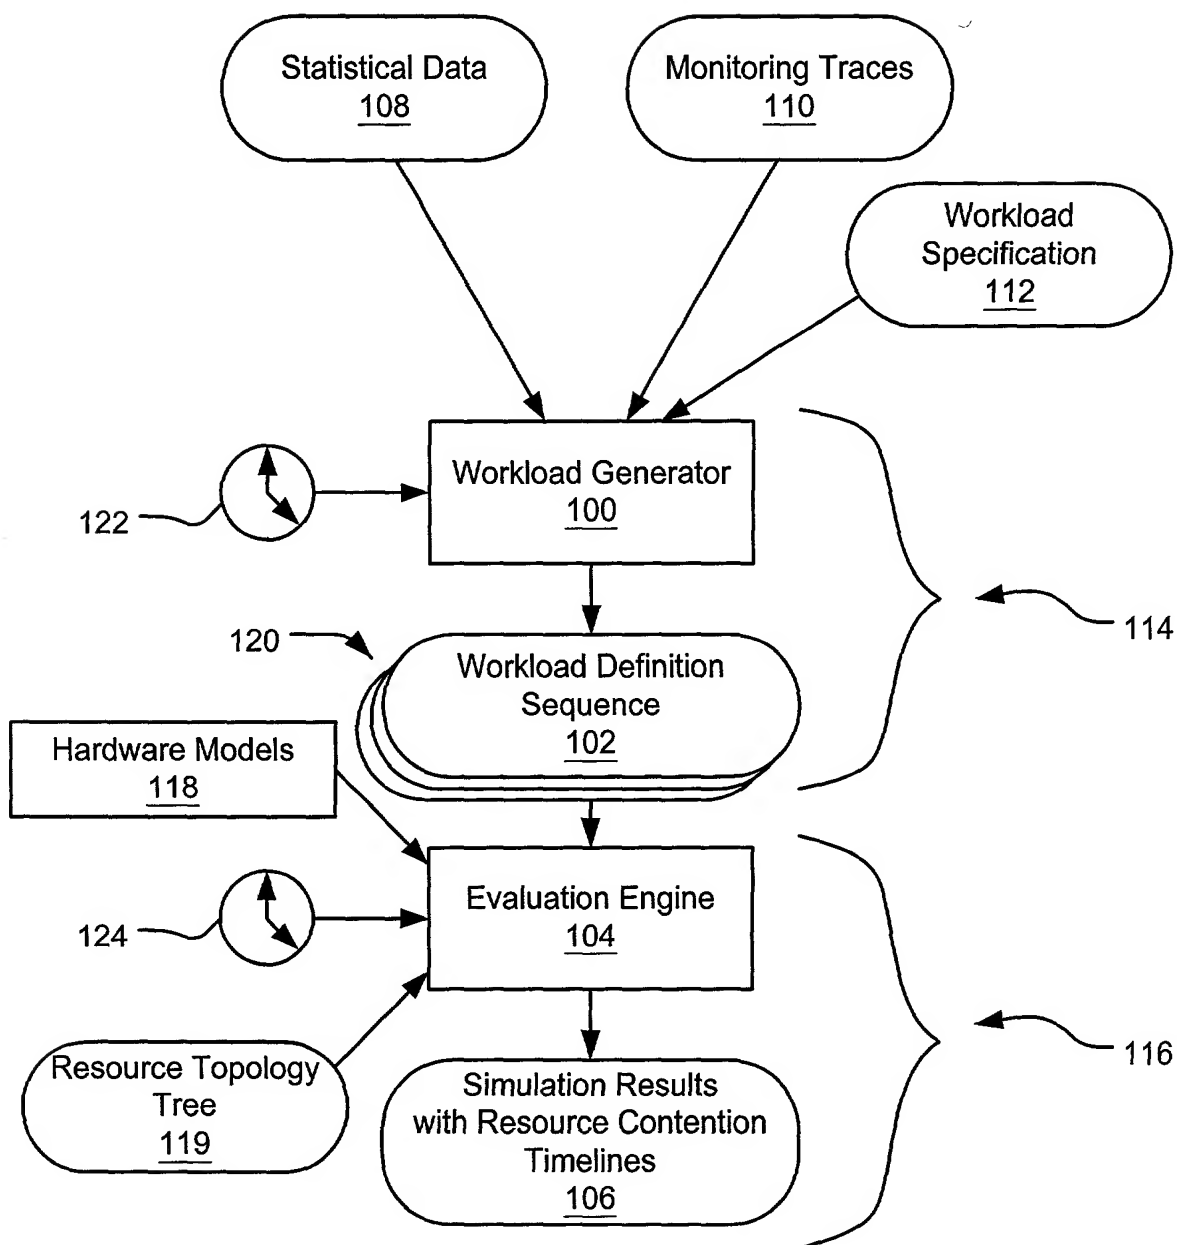 Statistical Data
108
Monitoring Traces
110
Workload
Specification
112
Workload Generator
100
122
114
120
Workload Definition
Sequence
102
Hardware Models
118
Evaluation Engine
104
124
116
Resource Topology
Tree
119
Simulation Results
with Resource Contention
Timelines
106